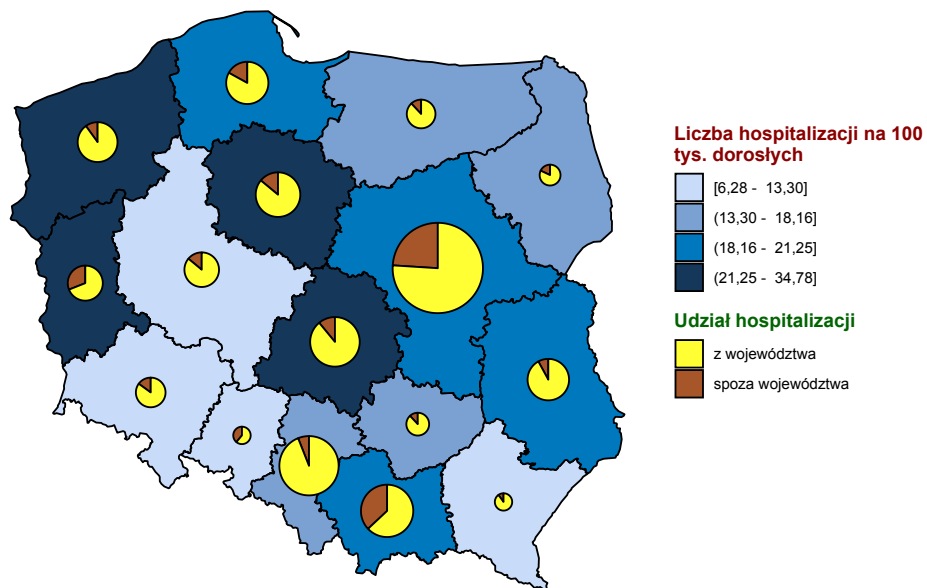 Liczba hospitalizacji na 100
tys. dorosłych
[6,28 - 13,30]
(13,30 - 18,16]
(18,16 - 21,25]
(21,25 - 34,78]
Udział hospitalizacji
z województwa
spoza województwa